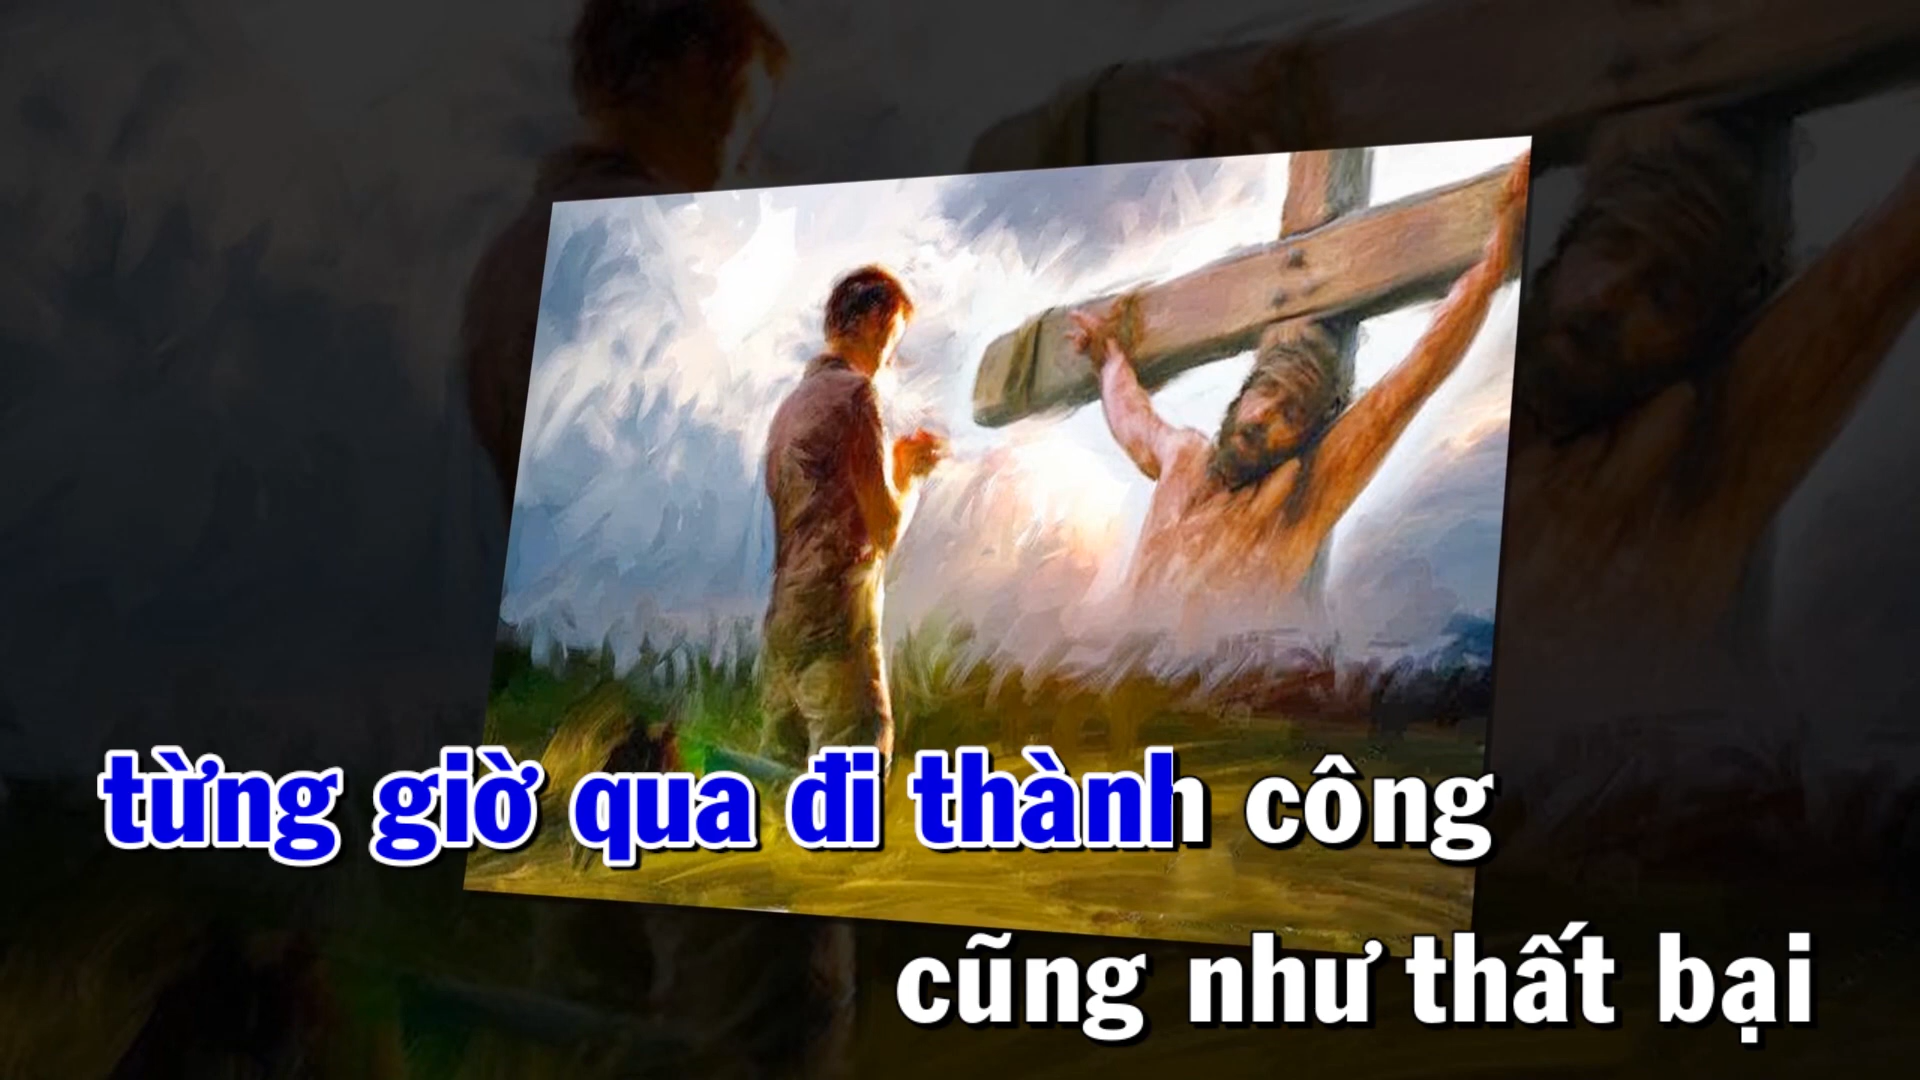 từng giờ qua đi thành công
cũng như thất bại